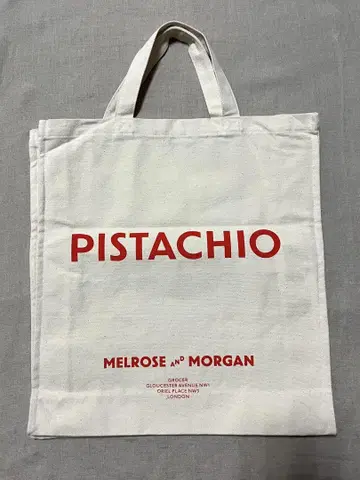 PISTACHIO
MELROSE AND MORGAN
GROCER
GLOUCESTER AVENUE NW1
ORIEL PLACE NW3
LONDON